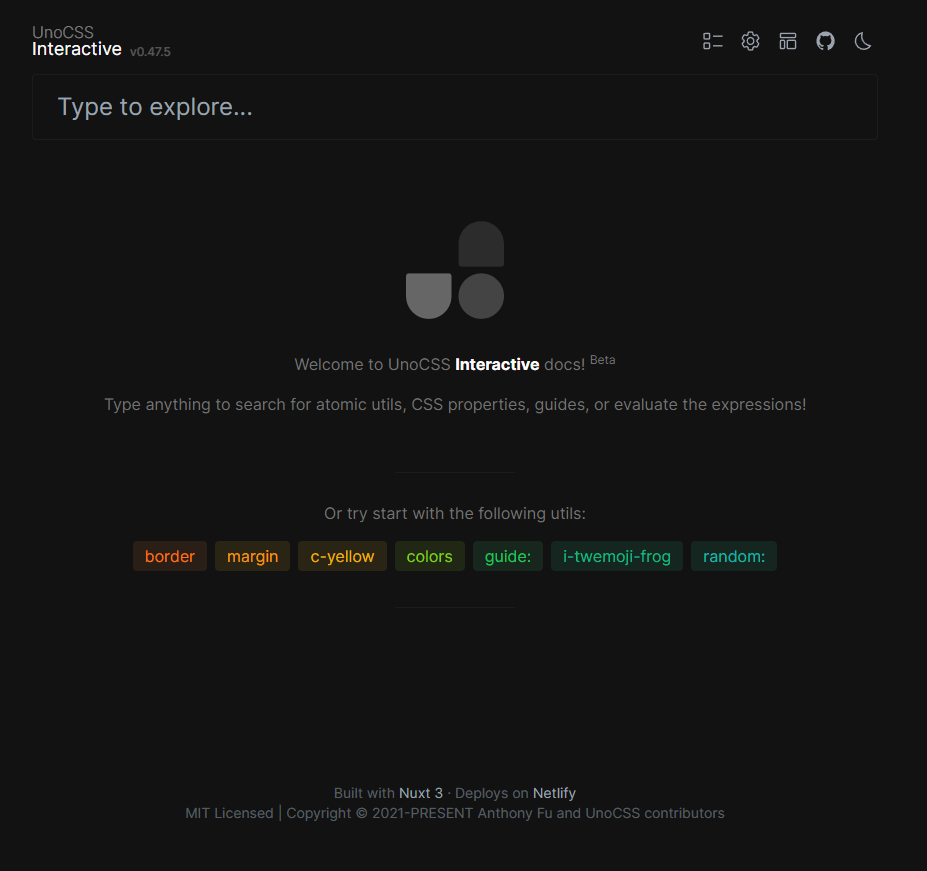 UnoCSS
Interactive v0.47.5
Type to explore...
Welcome to UnoCSS Interactive docs! Beta
Type anything to search for atomic utils, CSS properties, guides, or evaluate the expressions!
Or try start with the following utils:
border margin c-yellow colors guide: i-twemoji-frog random:
Built with Nuxt 3 · Deploys on Netlify
MIT Licensed | Copyright © 2021-PRESENT Anthony Fu and UnoCSS contributors